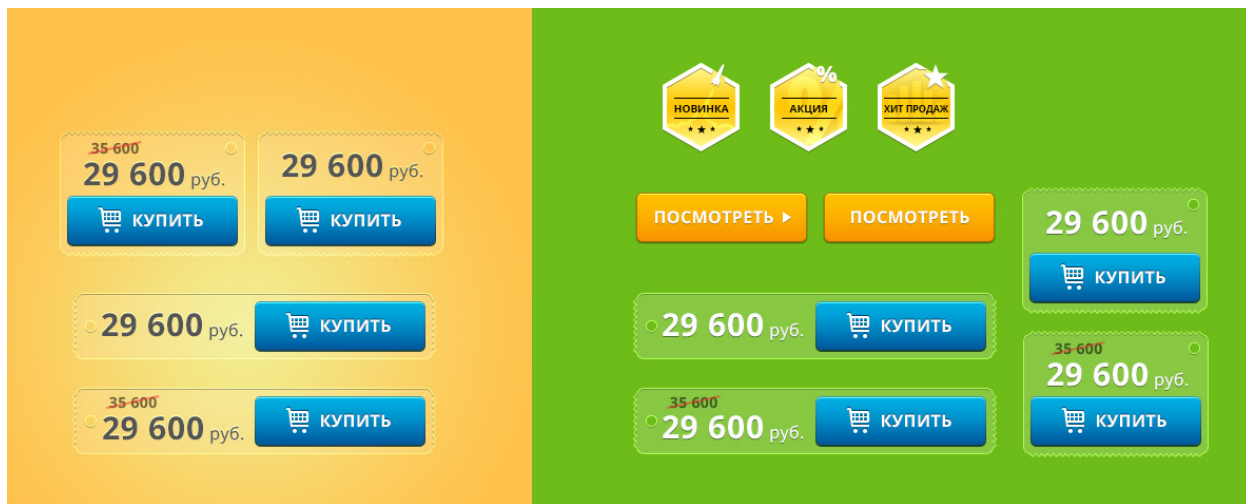 35 600
29 600 руб.
КУПИТЬ
29 600 руб.
КУПИТЬ
29 600 руб.
КУПИТЬ
35 600
29 600 руб.
КУПИТЬ
НОВИНКА
%
АКЦИЯ
ХИТ ПРОДАЖ
ПОСМОТРЕТЬ
ПОСМОТРЕТЬ
29 600 руб.
КУПИТЬ
29 600 руб.
КУПИТЬ
35 600
29 600 руб.
КУПИТЬ
35 600
29 600 руб.
КУПИТЬ